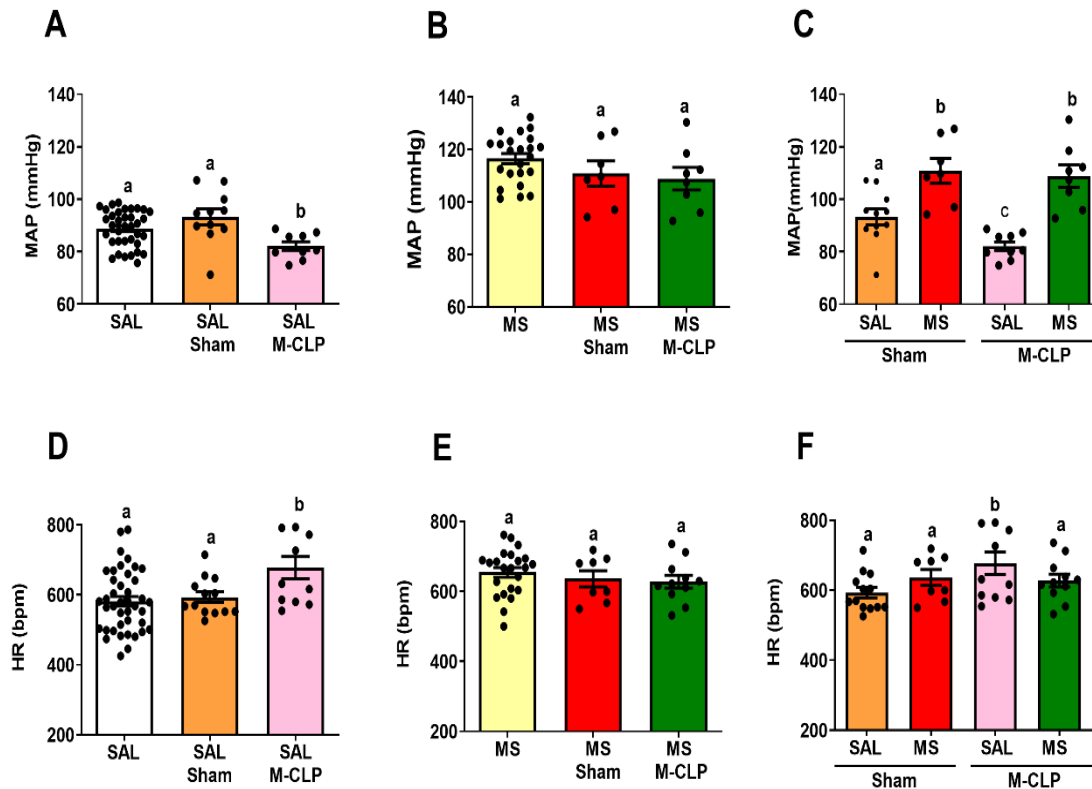 A
MAP (mmHg)
140
120
100
80
60
a
a
b
SAL
SAL
Sham
SAL
M-CLP
B
MAP (mmHg)
140
120
100
80
60
a
a
a
MS
MS
Sham
MS
M-CLP
C
MAP(mmHg)
140
120
100
80
60
a
b
c
b
SAL MS SAL MS
Sham M-CLP
D
HR (bpm)
800
600
400
200
a
a
b
SAL
SAL
Sham
SAL
M-CLP
E
HR (bpm)
800
600
400
200
a
a
a
MS
MS
Sham
MS
M-CLP
F
HR (bpm)
800
600
400
200
a
a
b
a
SAL MS SAL MS
Sham M-CLP